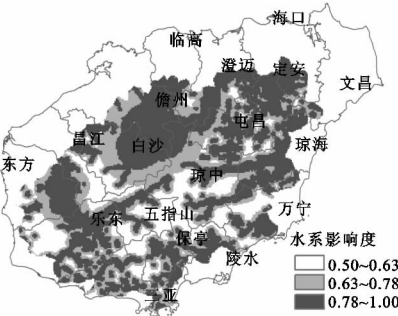 海口
临高
澄迈
定安
文昌
儋州
屯昌
昌江
白沙
琼海
东方
琼中
乐东
五指山
万宁
保亭
陵水
三亚
水系影响度
0.50~0.63
0.63~0.78
0.78~1.00